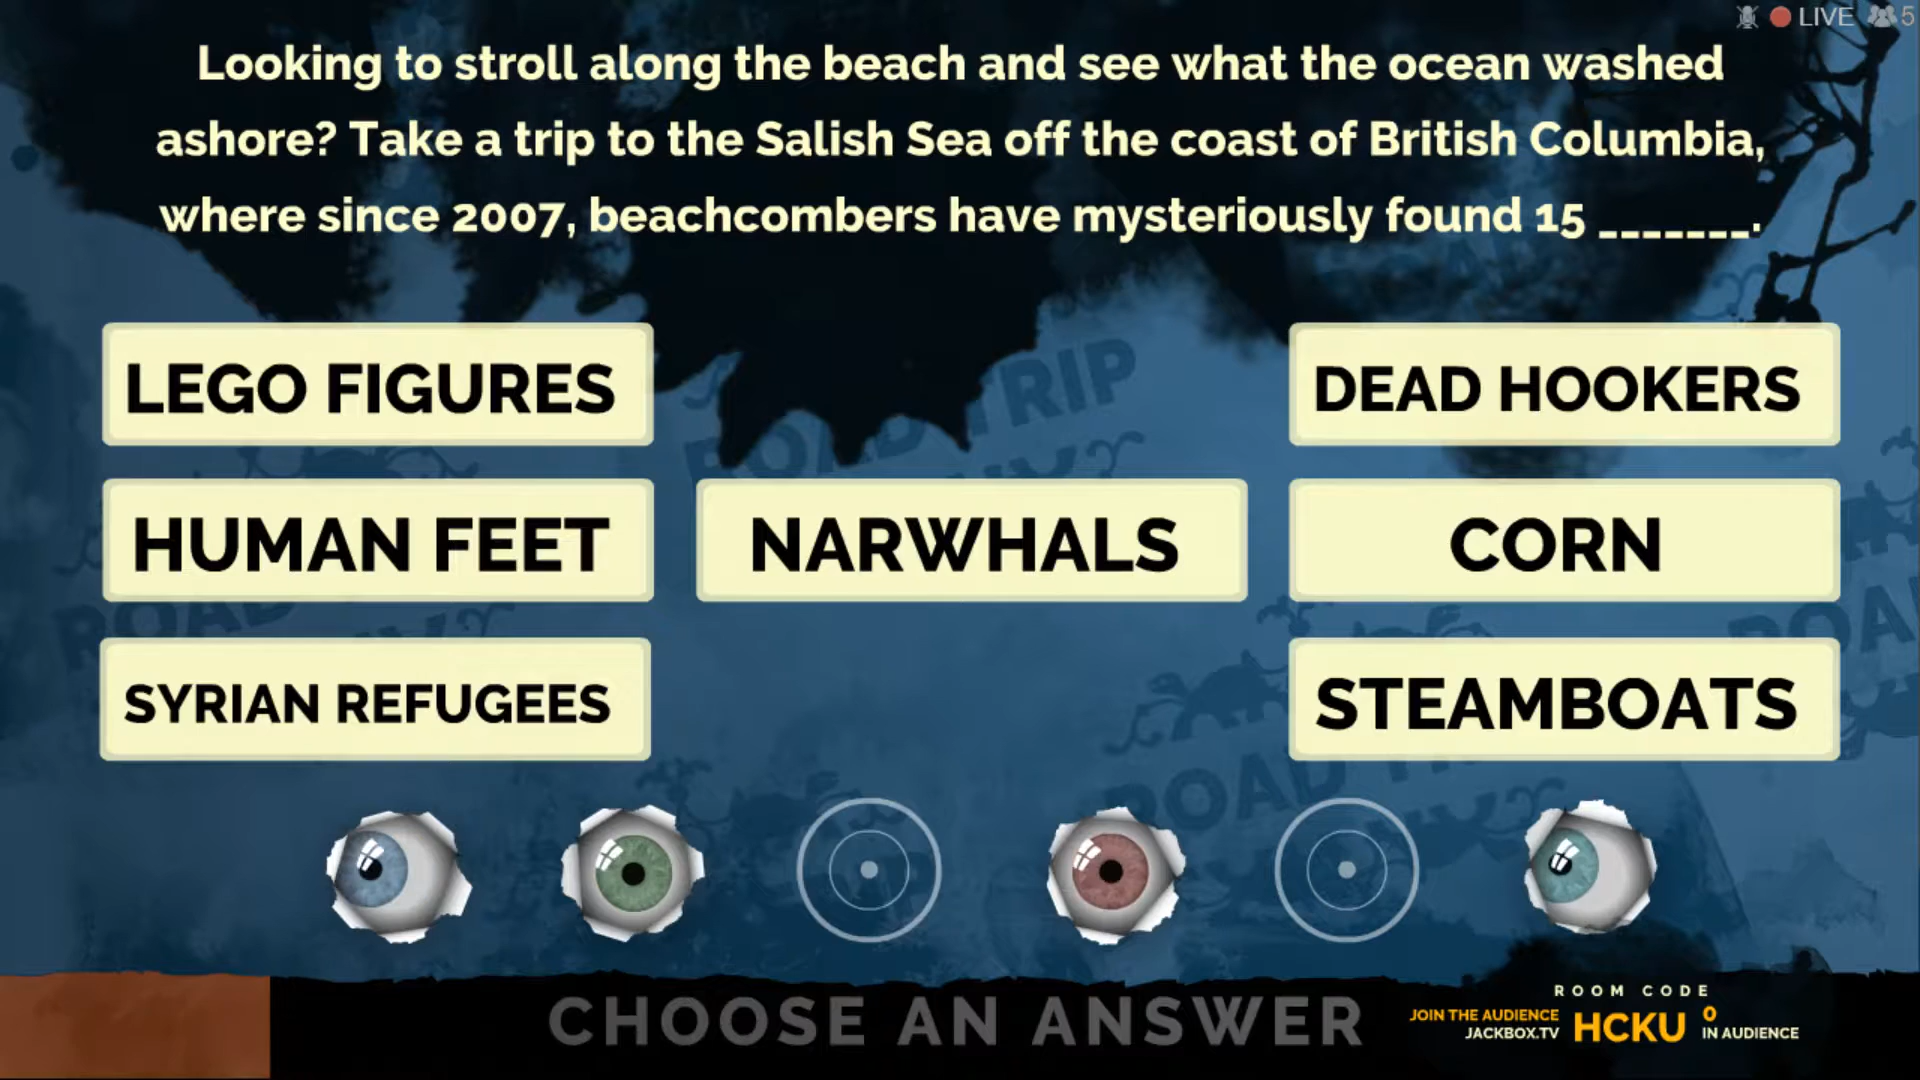 LIVE 5
Looking to stroll along the beach and see what the ocean washed
ashore? Take a trip to the Salish Sea off the coast of British Columbia,
where since 2007, beachcombers have mysteriously found 15 _______.
LEGO FIGURES
DEAD HOOKERS
HUMAN FEET
NARWHALS
CORN
SYRIAN REFUGEES
STEAMBOATS
ROAD TRIP
CHOOSE AN ANSWER
ROOM CODE
JOIN THE AUDIENCE
JACKBOX.TV
HCKU
0
IN AUDIENCE